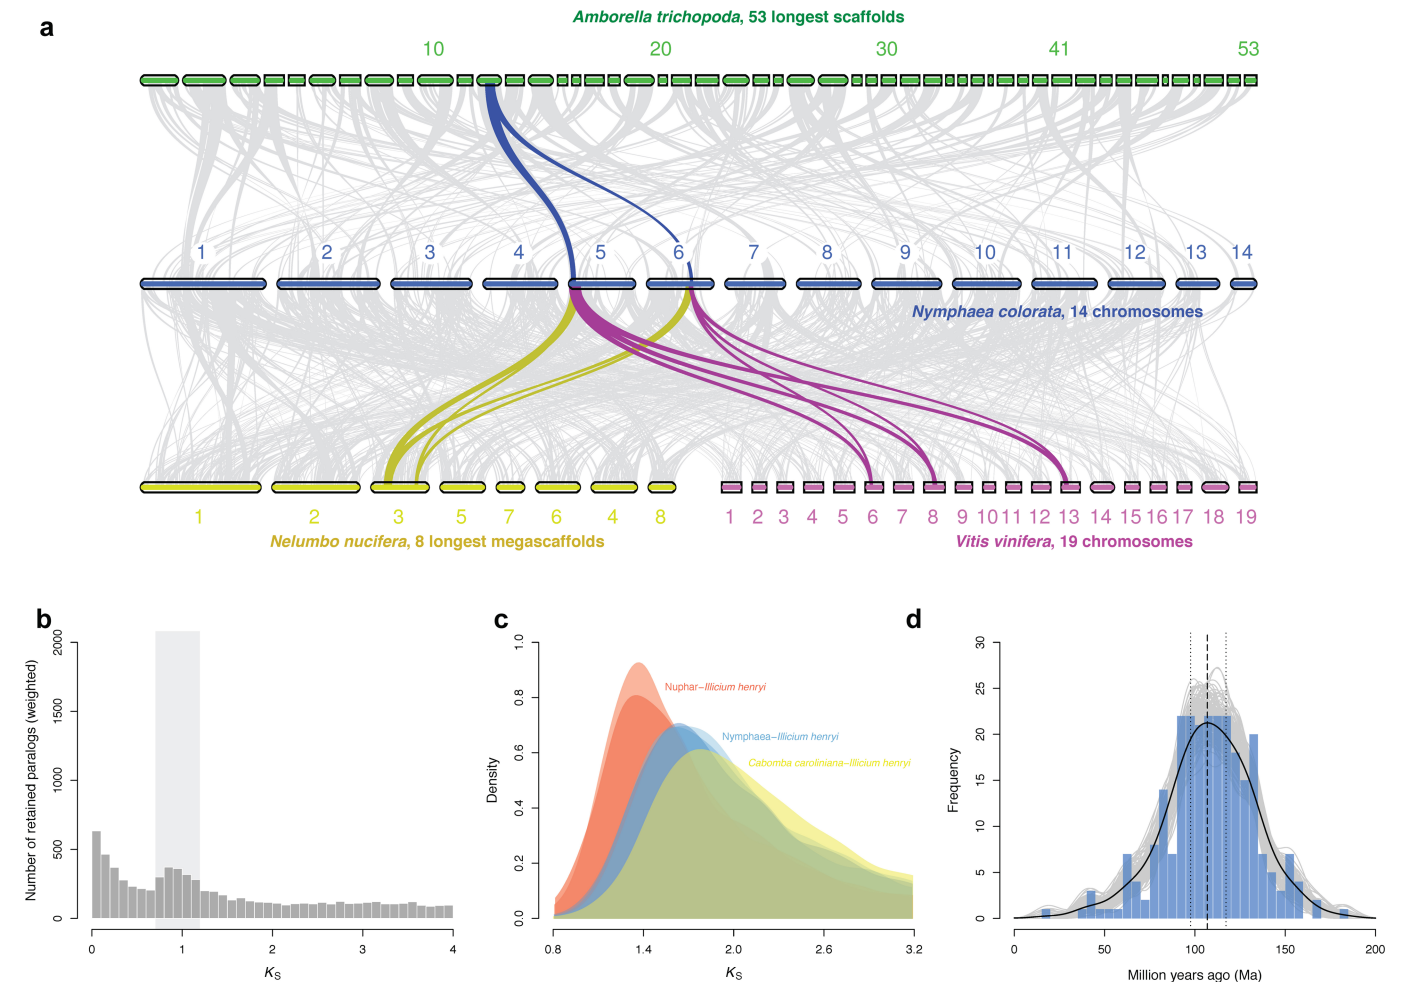 a
Amborella trichopoda, 53 longest scaffolds
10 20 30 41 53
1 2 3 4 5 6 7 8 9 10 11 12 13 14
Nymphaea colorata, 14 chromosomes
1 2 3 5 7 6 4 8 1 2 3 4 5 6 7 8 9 10 11 12 13 14 15 16 17 18 19
Nelumbo nucifera, 8 longest megascaffolds
Vitis vinifera, 19 chromosomes
b
Number of retained paralogs (weighted)
2000
1500
1000
500
0
0 1 2 3 4
KS
c
Density
1.0
0.8
0.6
0.4
0.2
0.0
Nuphar–Illicium henryi
Nymphaea–Illicium henryi
Cabomba caroliniana–Illicium henryi
0.8 1.4 2.0 2.6 3.2
KS
d
Frequency
30
25
20
15
10
5
0
0 50 100 150 200
Million years ago (Ma)